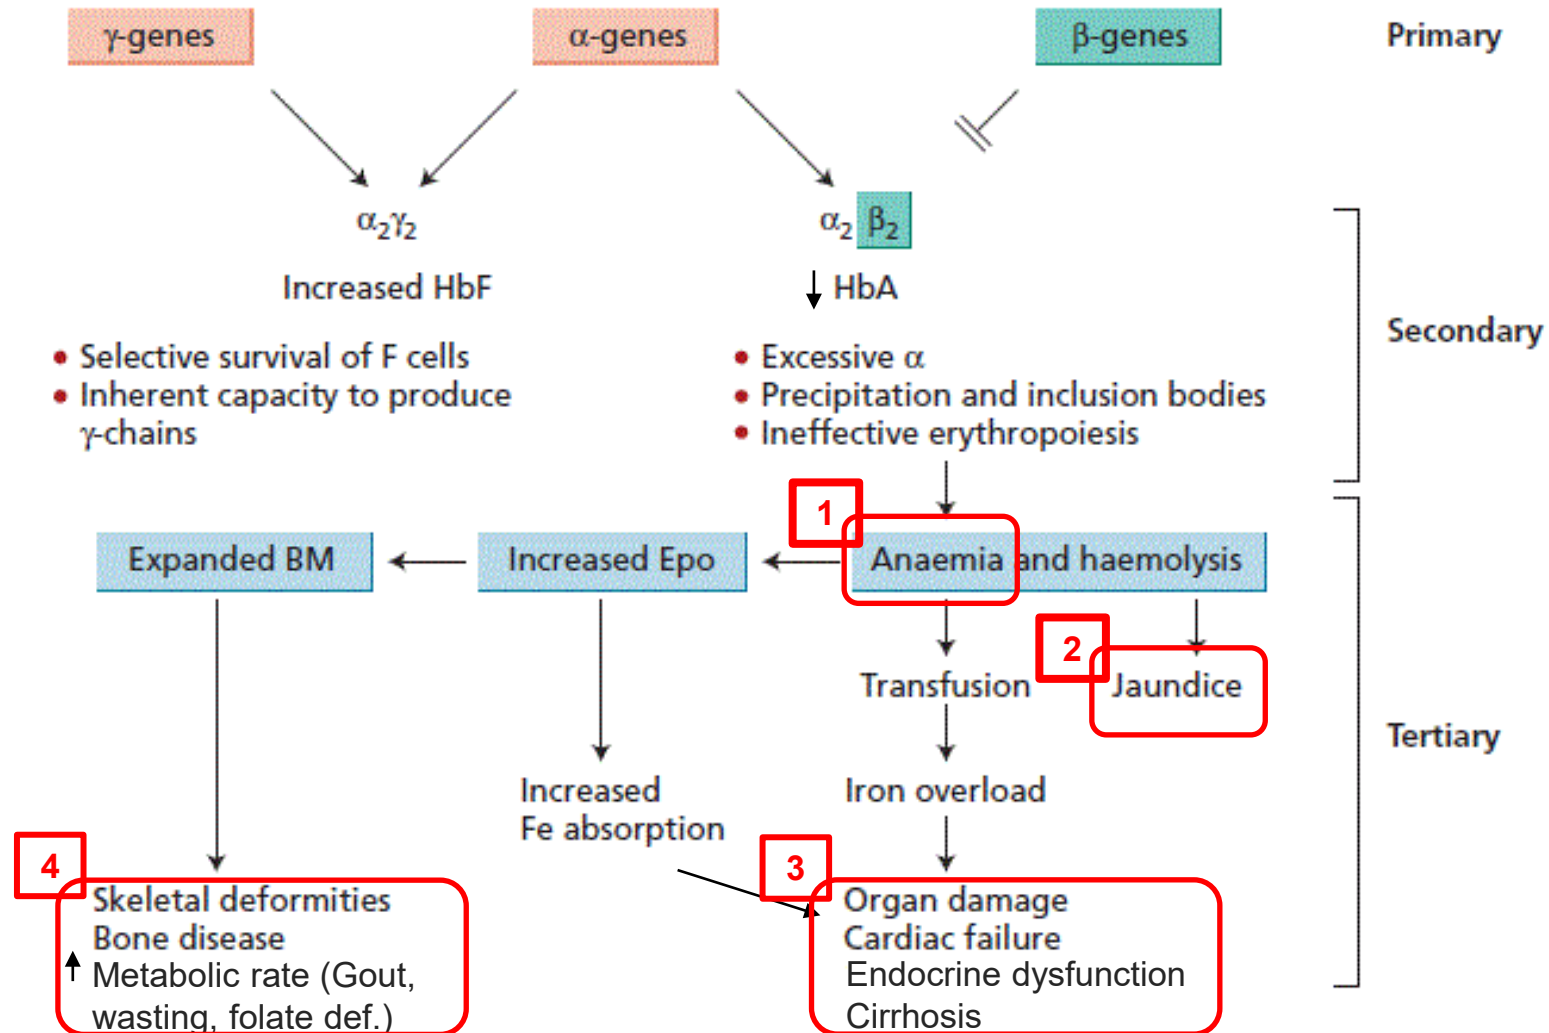 γ-genes
α-genes
β-genes
Primary
α₂γ₂
α₂ β₂
Increased HbF
↓ HbA
• Selective survival of F cells
• Inherent capacity to produce
γ-chains
• Excessive α
• Precipitation and inclusion bodies
• Ineffective erythropoiesis
Secondary
1
Expanded BM
Increased Epo
Anaemia and haemolysis
2
Transfusion
Jaundice
Tertiary
Increased
Fe absorption
Iron overload
4
Skeletal deformities
Bone disease
↑ Metabolic rate (Gout,
wasting, folate def.)
3
Organ damage
Cardiac failure
Endocrine dysfunction
Cirrhosis